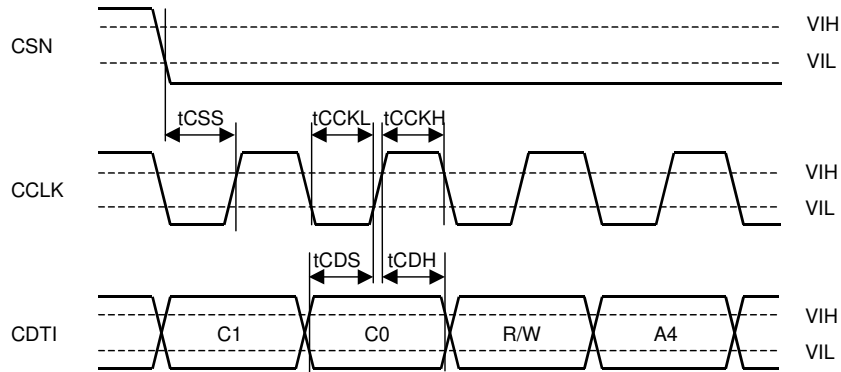 CSN
VIH
VIL
tCSS
tCCKL
tCCKH
CCLK
VIH
VIL
tCDS
tCDH
CDTI
C1
C0
R/W
A4
VIH
VIL